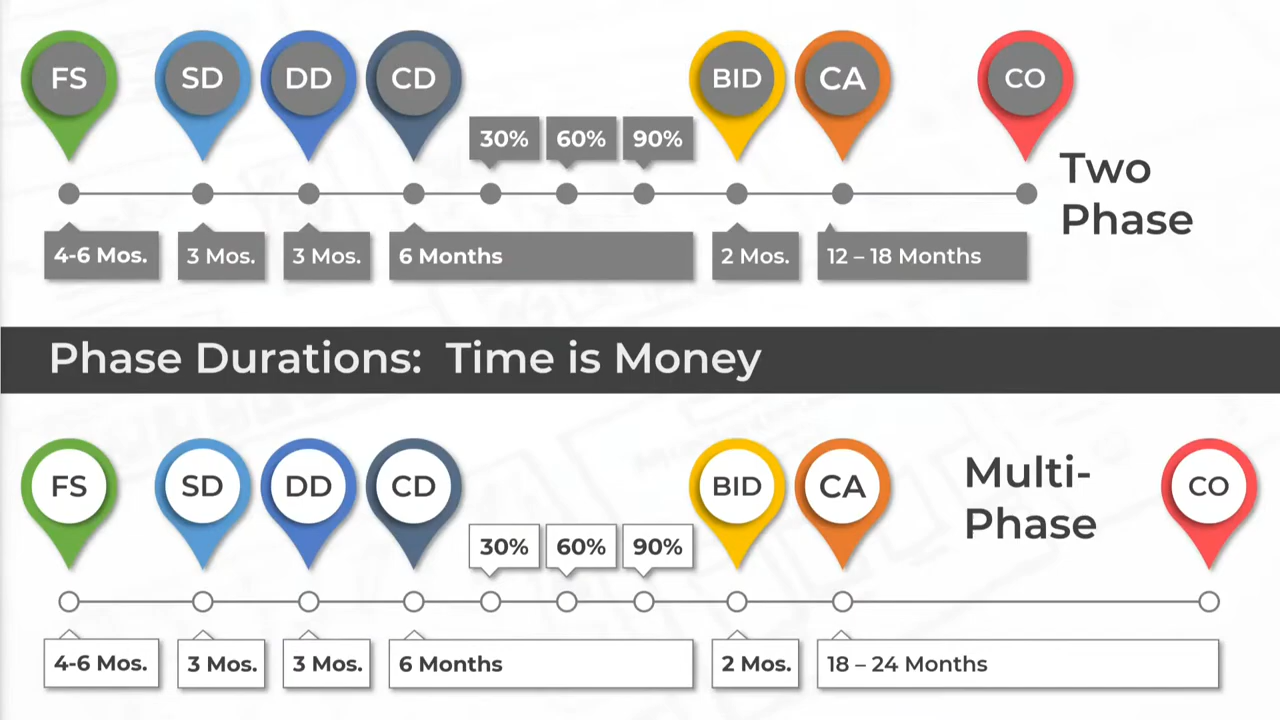 FS SD DD CD BID CA CO
30% 60% 90%
Two
Phase
4-6 Mos. 3 Mos. 3 Mos. 6 Months 2 Mos. 12 – 18 Months
Phase Durations: Time is Money
FS SD DD CD BID CA CO
Multi-
Phase
30% 60% 90%
4-6 Mos. 3 Mos. 3 Mos. 6 Months 2 Mos. 18 – 24 Months